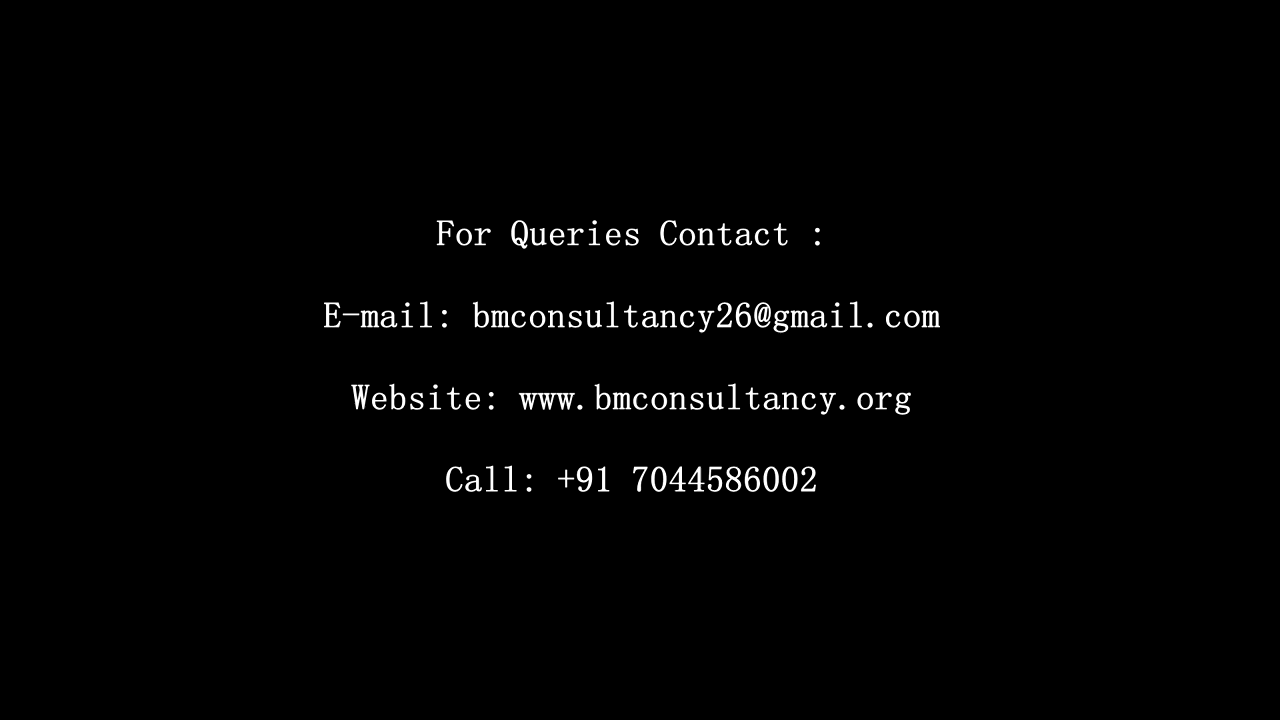 For Queries Contact :
E-mail: bmconsultancy26@gmail.com
Website: www.bmconsultancy.org
Call: +91 7044586002